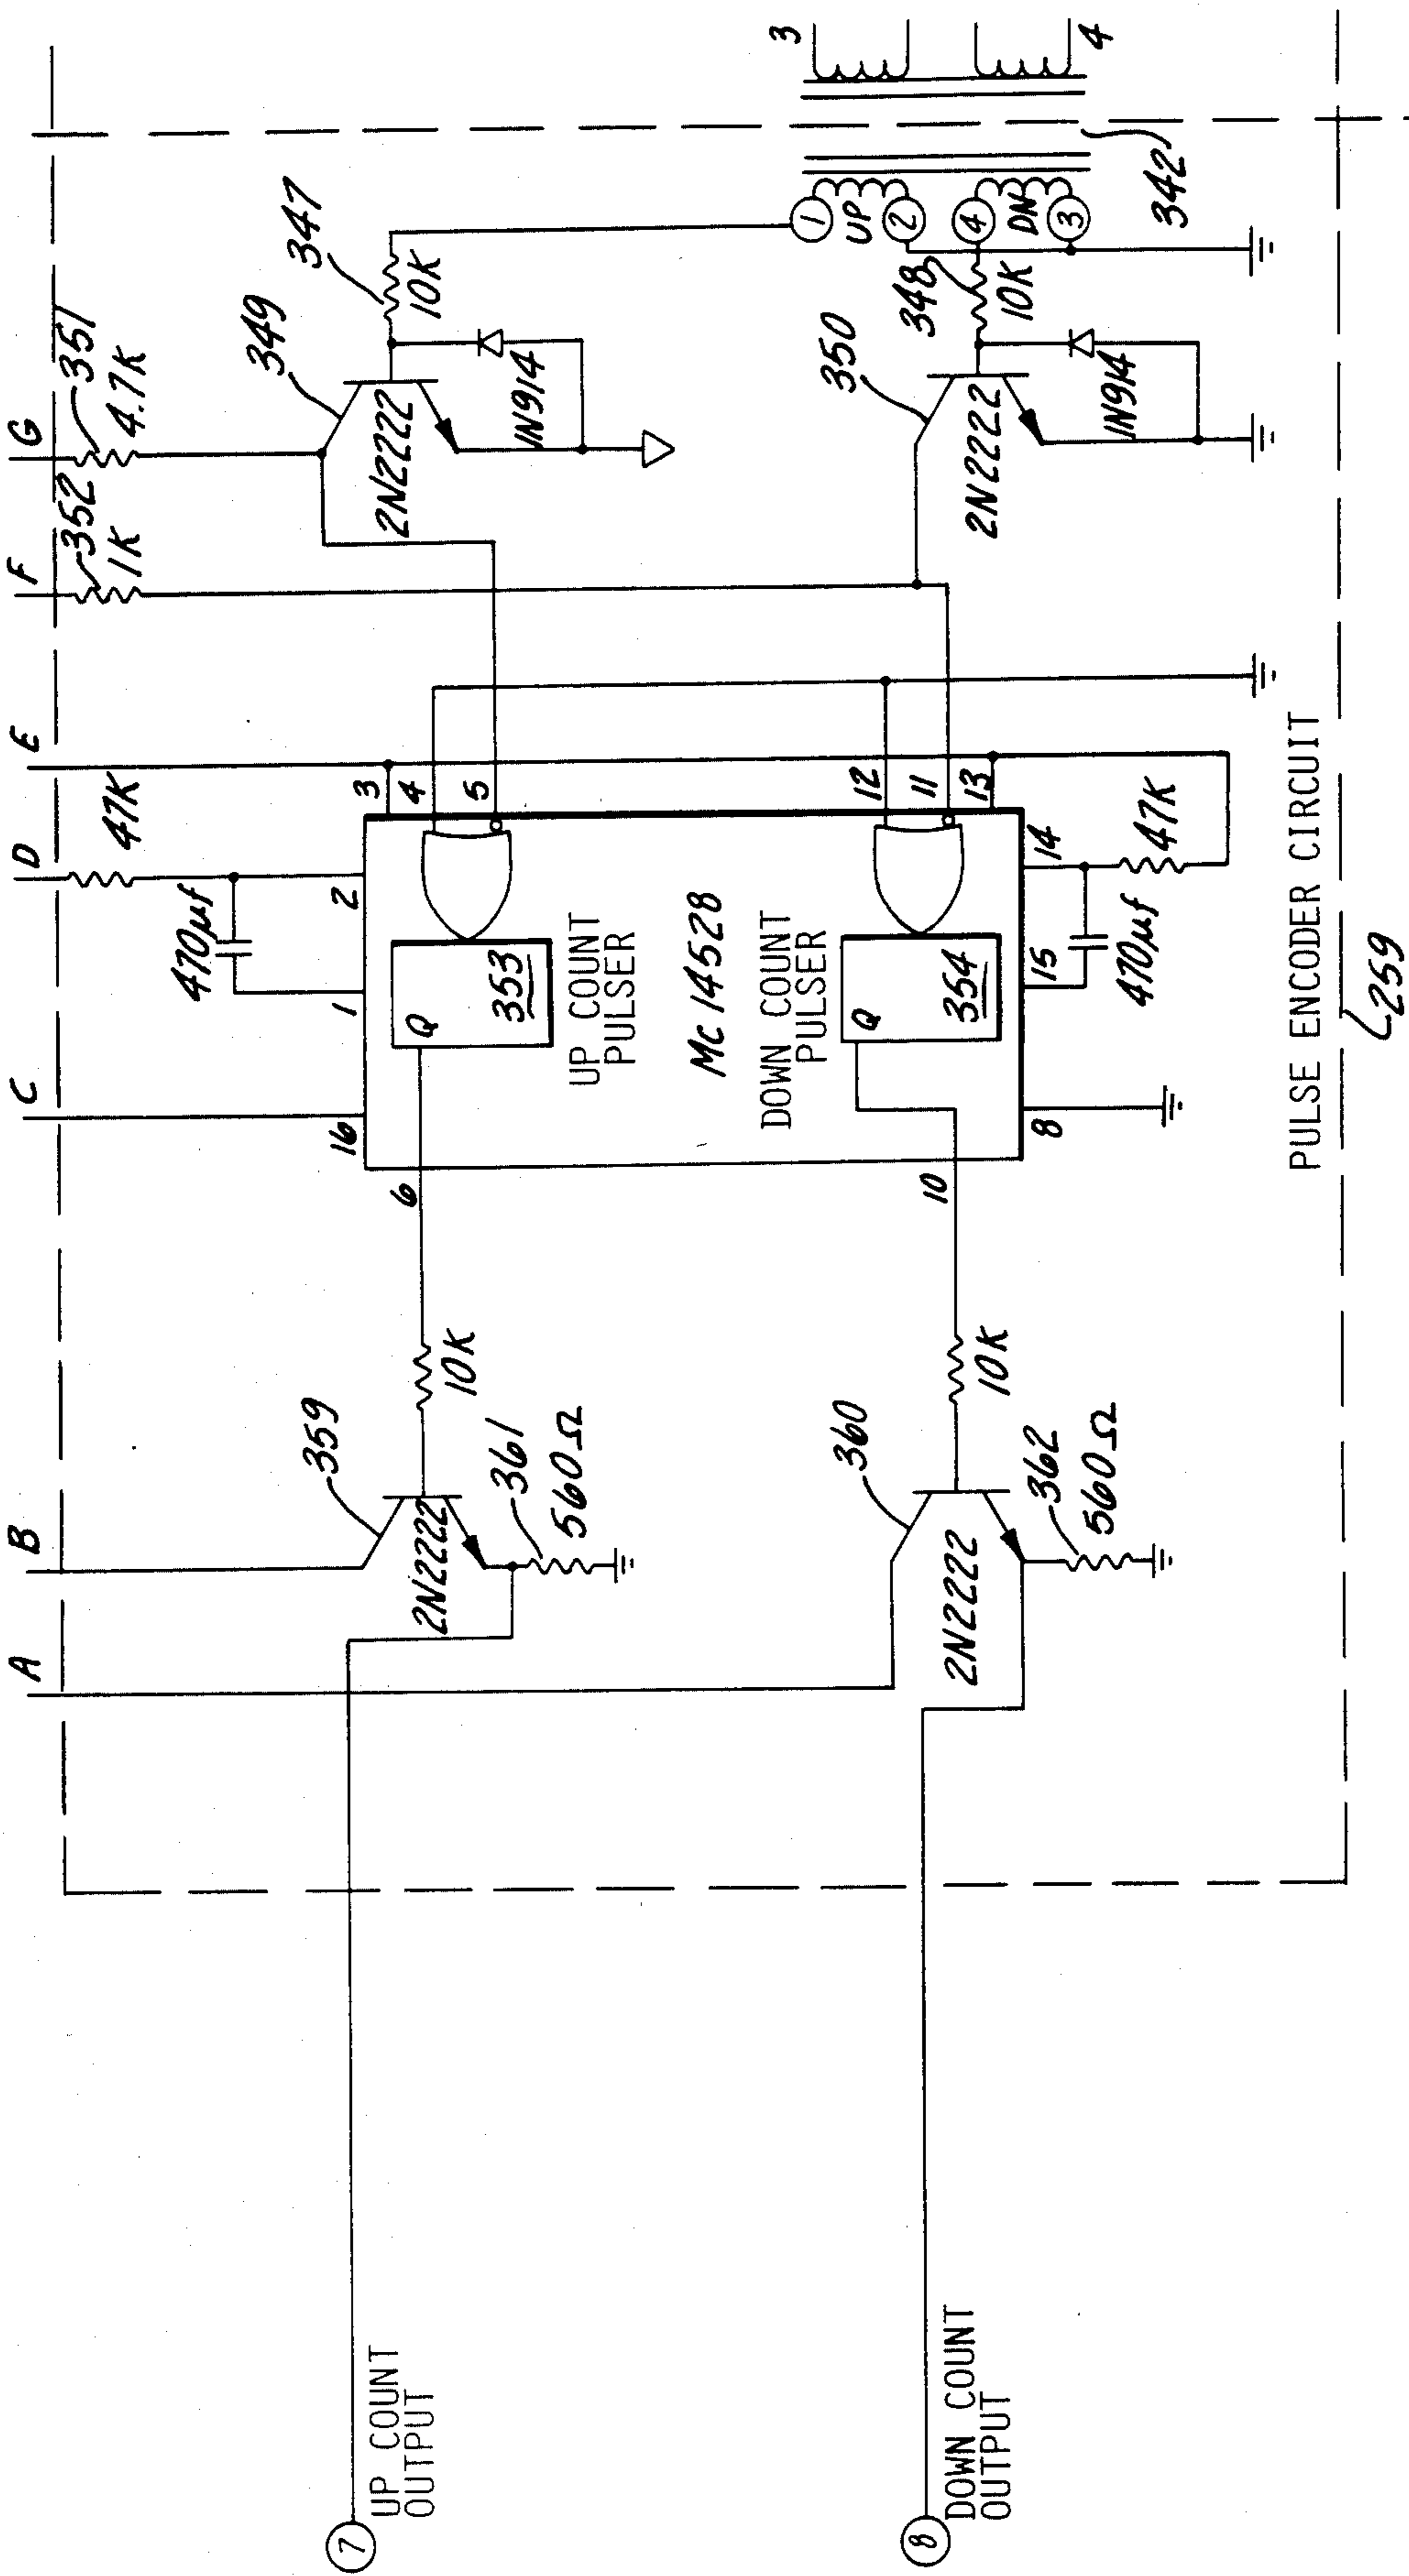 A
B
C
D
E
F
G
47K
352
1K
351
4.7K
470µf
349
347
10K
2N2222
1N914
16
1
2
3
4
5
6
Q
353
UP COUNT
PULSER
MC 14528
DOWN COUNT
PULSER
Q
354
12
11
13
10
8
15
14
470µf
47K
359
10K
2N2222
361
560Ω
360
10K
2N2222
362
560Ω
350
348
10K
2N2222
1N914
1
UP
2
4
DN
3
3
4
342
7
UP COUNT
OUTPUT
8
DOWN COUNT
OUTPUT
PULSE ENCODER CIRCUIT
259